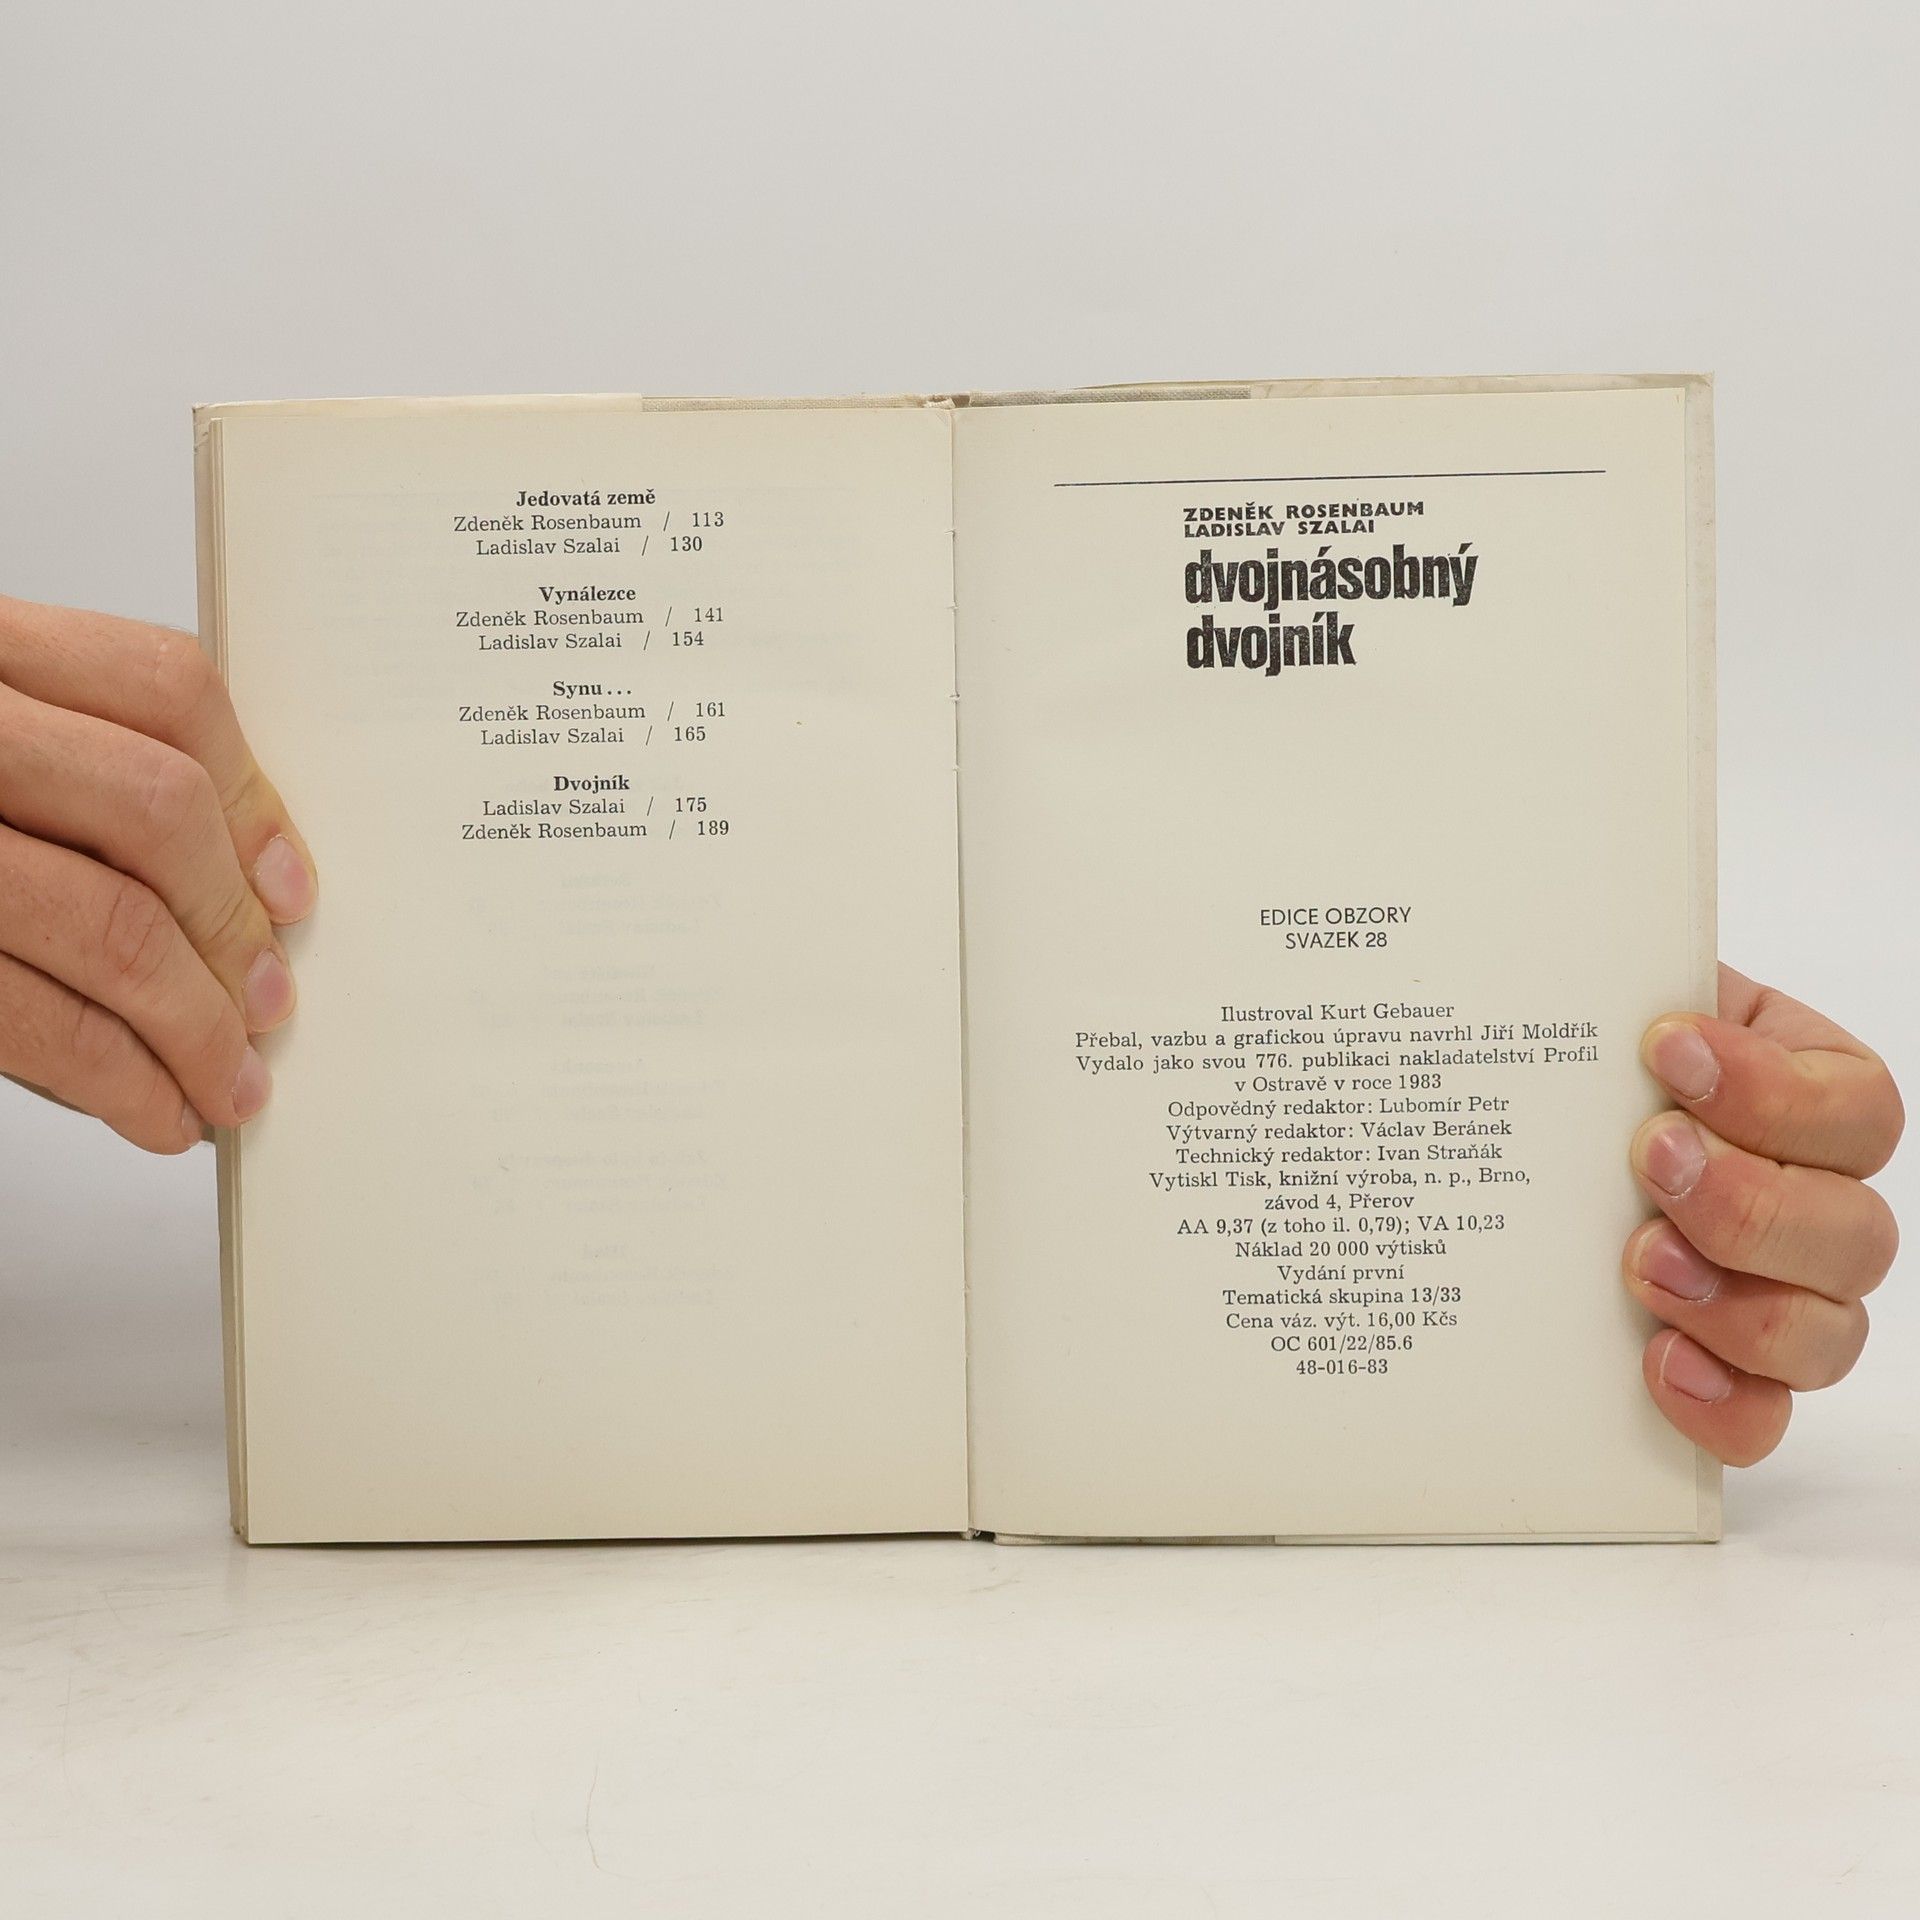 Jedovatá země
Zdeněk Rosenbaum / 113
Ladislav Szalai / 130
Vynálezce
Zdeněk Rosenbaum / 141
Ladislav Szalai / 154
Synu...
Zdeněk Rosenbaum / 161
Ladislav Szalai / 165
Dvojník
Ladislav Szalai / 175
Zdeněk Rosenbaum / 189
ZDENĚK ROSENBAUM
LADISLAV SZALAI
dvojnásobný
dvojník
EDICE OBZORY
SVAZEK 28
Ilustroval Kurt Gebauer
Přebal, vazbu a grafickou úpravu navrhl Jiří Moldřík
Vydalo jako svou 776. publikaci nakladatelství Profil
v Ostravě v roce 1983
Odpovědný redaktor: Lubomír Petr
Výtvarný redaktor: Václav Beránek
Technický redaktor: Ivan Straňák
Vytiskl Tisk, knižní výroba, n. p., Brno,
závod 4, Přerov
AA 9,37 (z toho il. 0,79); VA 10,23
Náklad 20 000 výtisků
Vydání první
Tematická skupina 13/33
Cena váz. výt. 16,00 Kčs
OC 601/22/85.6
48-016-83